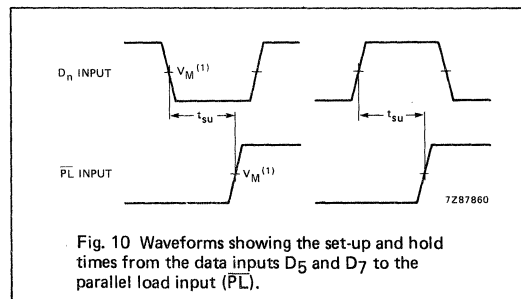 Dn INPUT
VM(1)
tsu
tsu
PL INPUT
VM(1)
7Z87860
Fig. 10 Waveforms showing the set-up and hold
times from the data inputs D5 and D7 to the
parallel load input (PL).